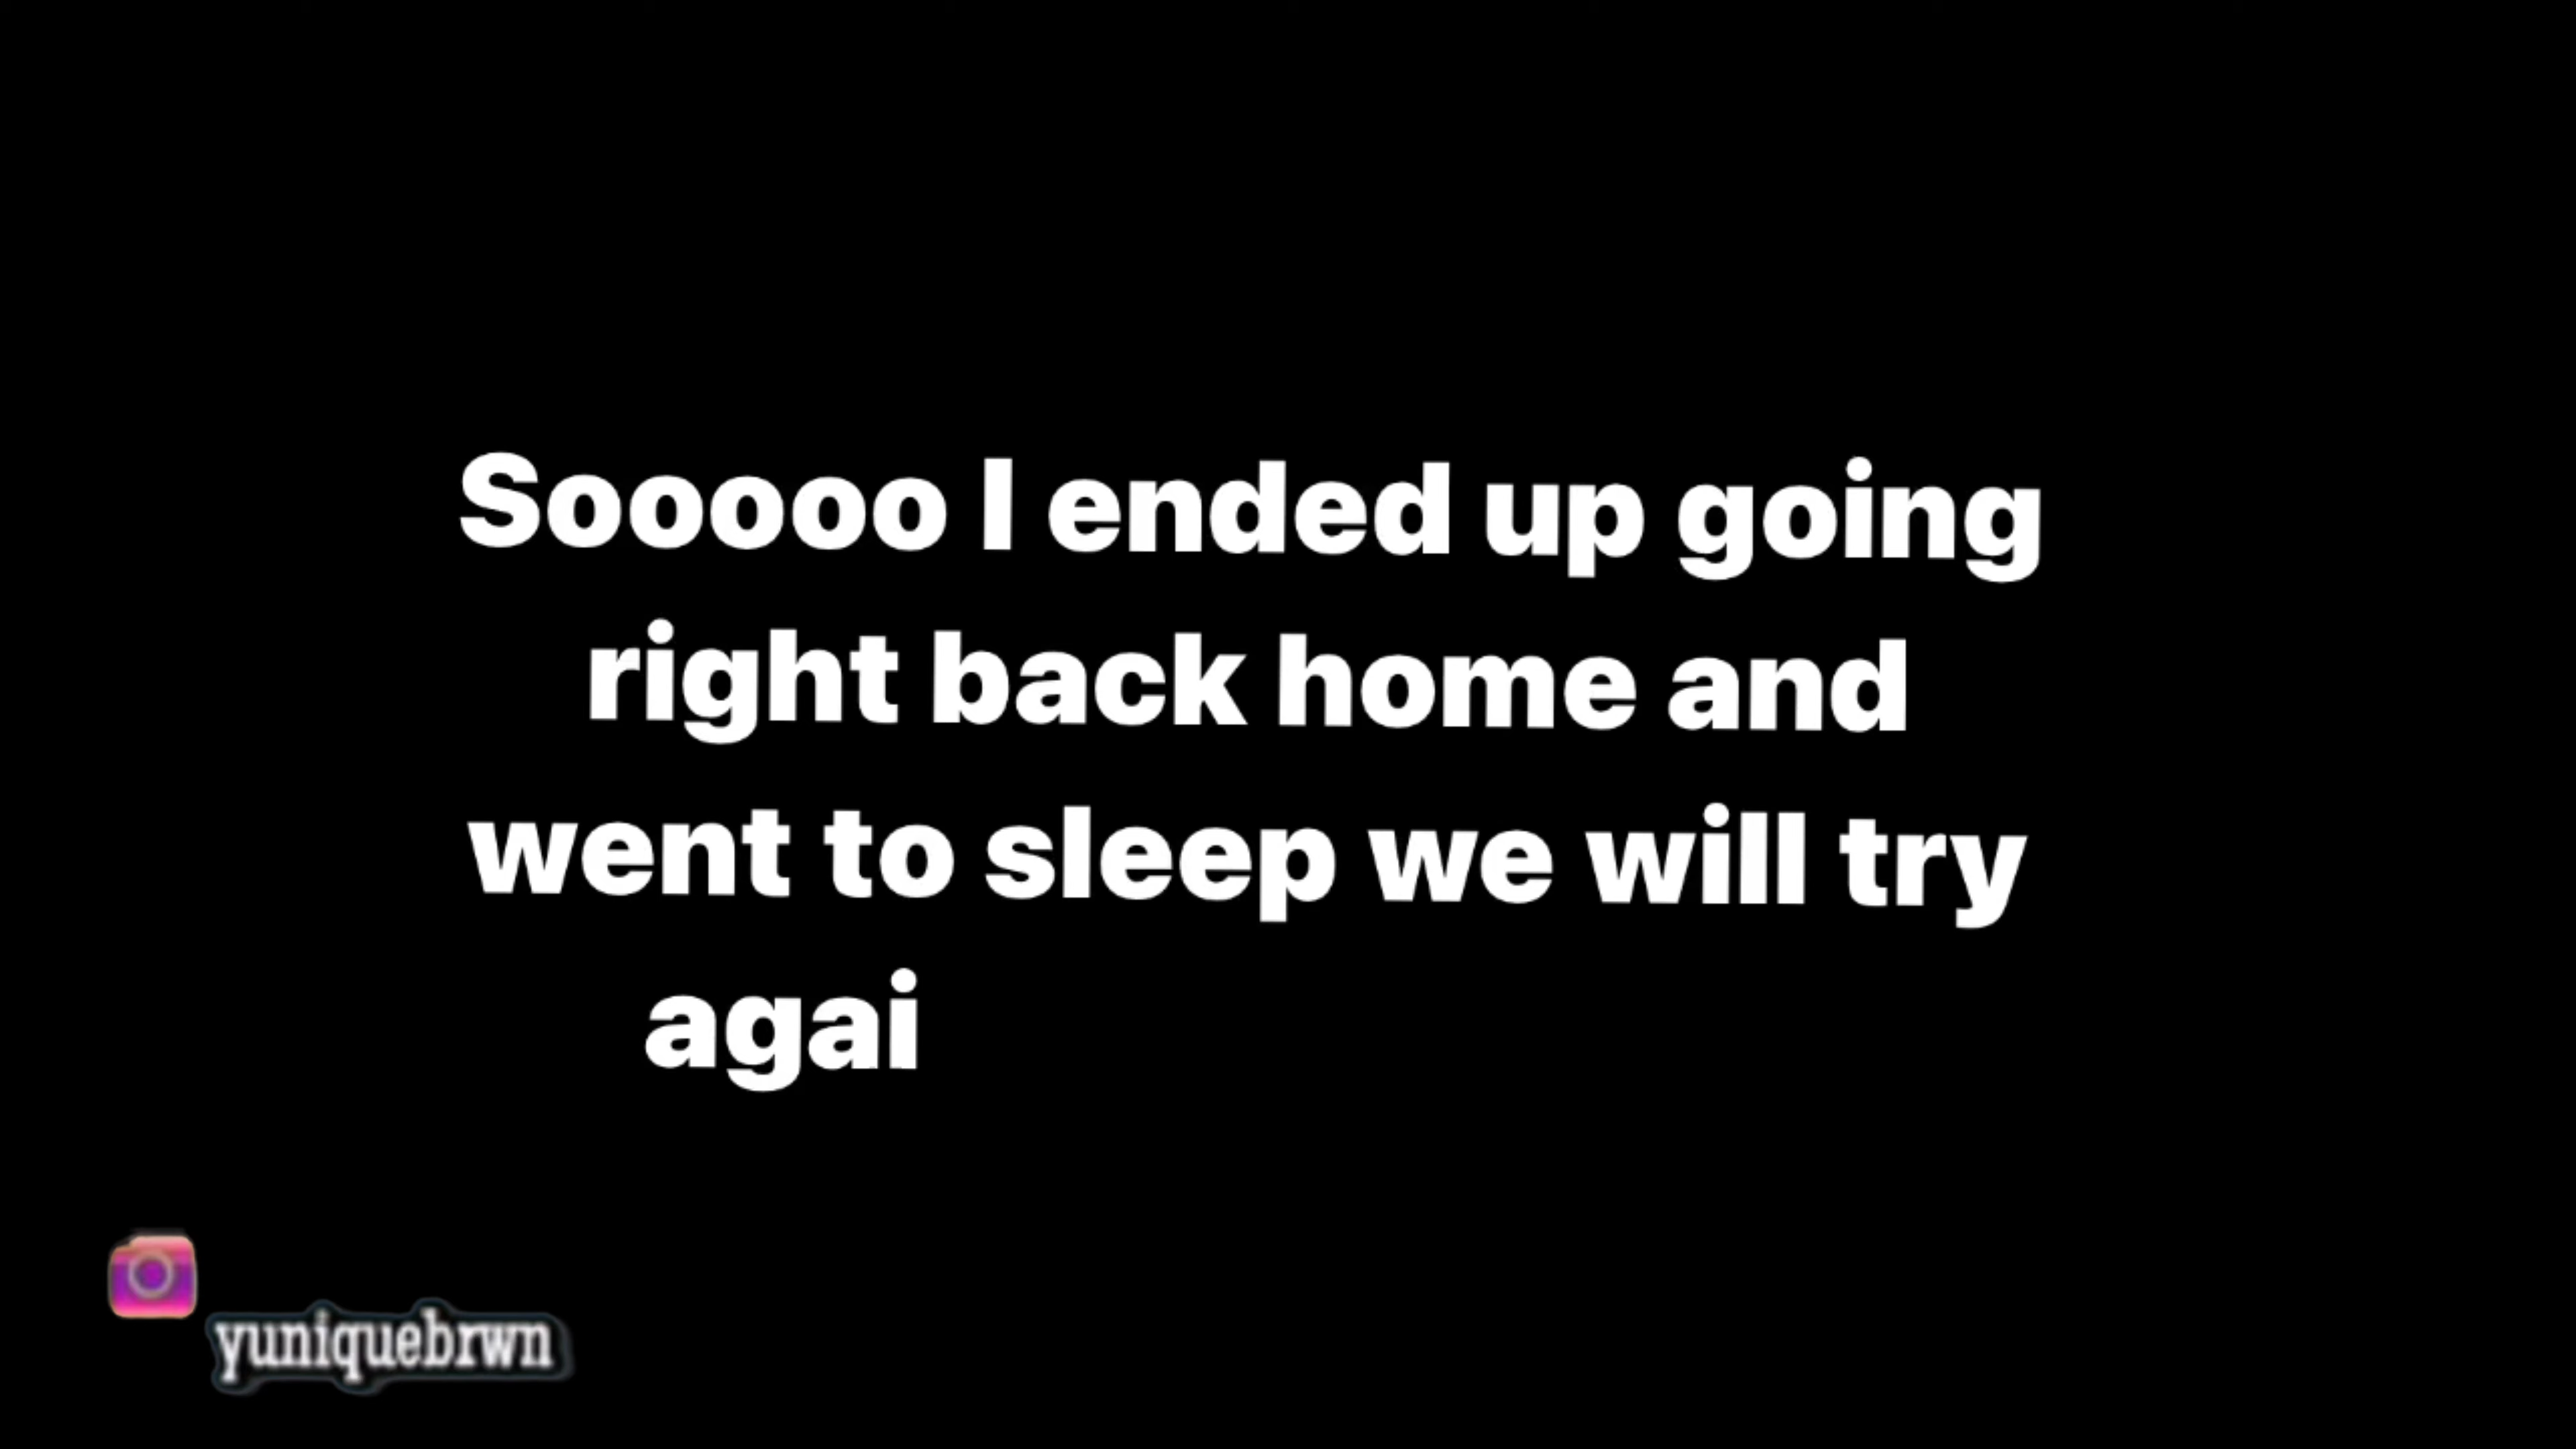 Sooooo I ended up going
right back home and
went to sleep we will try
agai
yuniquebrwn